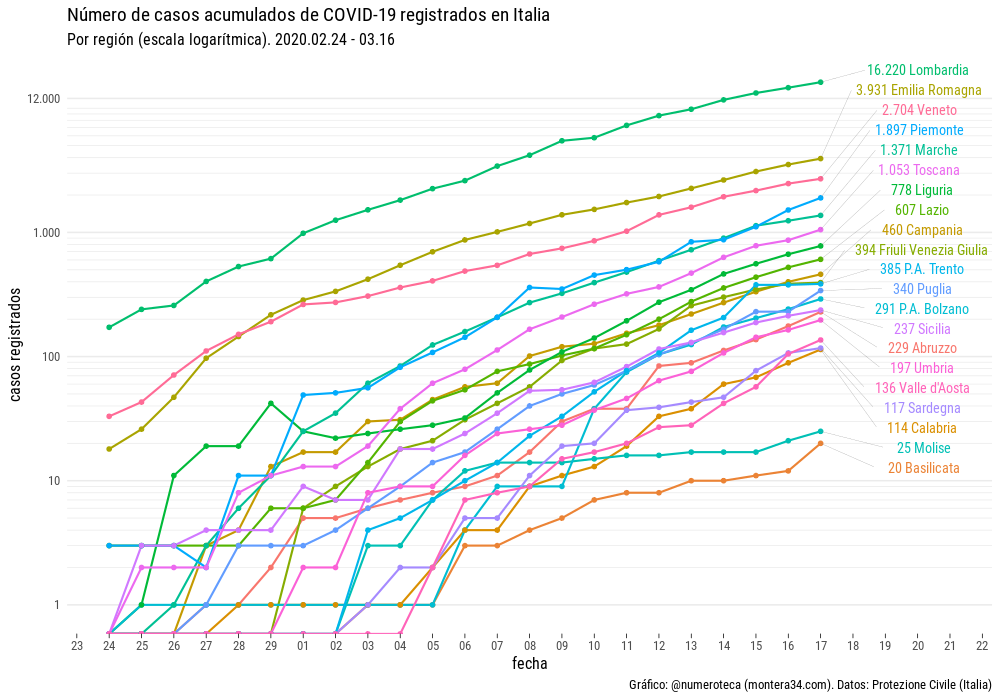 Número de casos acumulados de COVID-19 registrados en Italia
Por región (escala logarítmica). 2020.02.24 - 03.16
casos registrados
12.000
1.000
100
10
1
16.220 Lombardia
3.931 Emilia Romagna
2.704 Veneto
1.897 Piemonte
1.371 Marche
1.053 Toscana
778 Liguria
607 Lazio
460 Campania
394 Friuli Venezia Giulia
385 P.A. Trento
340 Puglia
291 P.A. Bolzano
237 Sicilia
229 Abruzzo
197 Umbria
136 Valle d'Aosta
117 Sardegna
114 Calabria
25 Molise
20 Basilicata
23 24 25 26 27 28 29 01 02 03 04 05 06 07 08 09 10 11 12 13 14 15 16 17 18 19 20 21 22
fecha
Gráfico: @numeroteca (montera34.com). Datos: Protezione Civile (Italia)